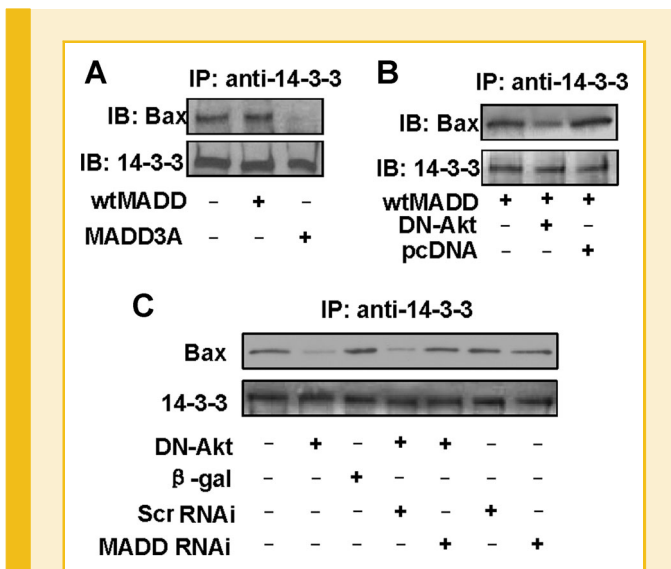 A
IP: anti-14-3-3
IB: Bax
IB: 14-3-3
wtMADD – + –
MADD3A – – +
B
IP: anti-14-3-3
IB: Bax
IB: 14-3-3
wtMADD + + +
DN-Akt – + –
pcDNA – – +
C
IP: anti-14-3-3
Bax
14-3-3
DN-Akt – + – + + – –
β-gal – – + – – – –
Scr RNAi – – – + – + –
MADD RNAi – – – – + – +